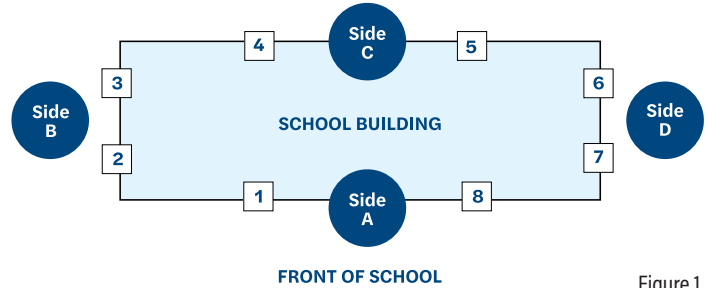 Side
C
4
5
3
6
Side
B
Side
D
SCHOOL BUILDING
2
7
1
8
Side
A
FRONT OF SCHOOL
Figure 1